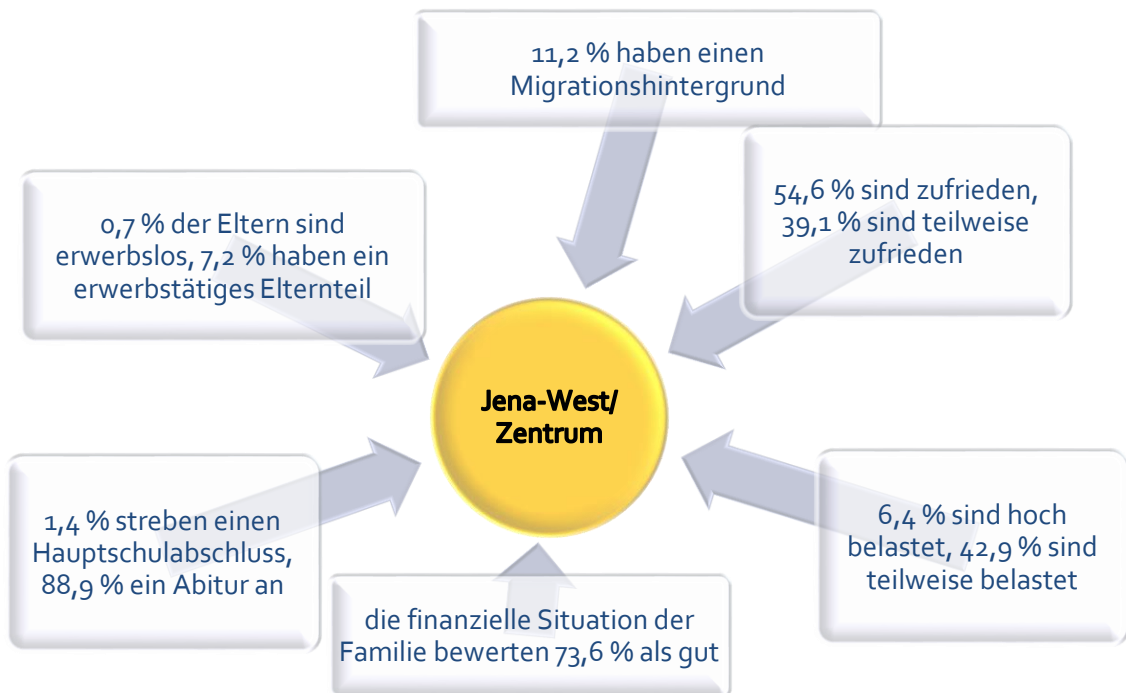 11,2 % haben einen
Migrationshintergrund
54,6 % sind zufrieden,
39,1 % sind teilweise
zufrieden
0,7 % der Eltern sind
erwerbslos, 7,2 % haben ein
erwerbstätiges Elternteil
Jena-West/
Zentrum
1,4 % streben einen
Hauptschulabschluss,
88,9 % ein Abitur an
6,4 % sind hoch
belastet, 42,9 % sind
teilweise belastet
die finanzielle Situation der
Familie bewerten 73,6 % als gut